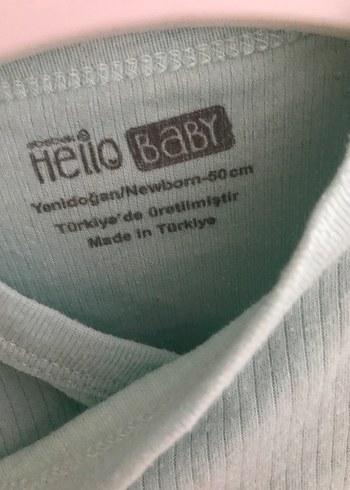 Hello BABY
Yenidoğan/Newborn-50cm
Türkiye'de üretilmiştir
Made in Türkiye